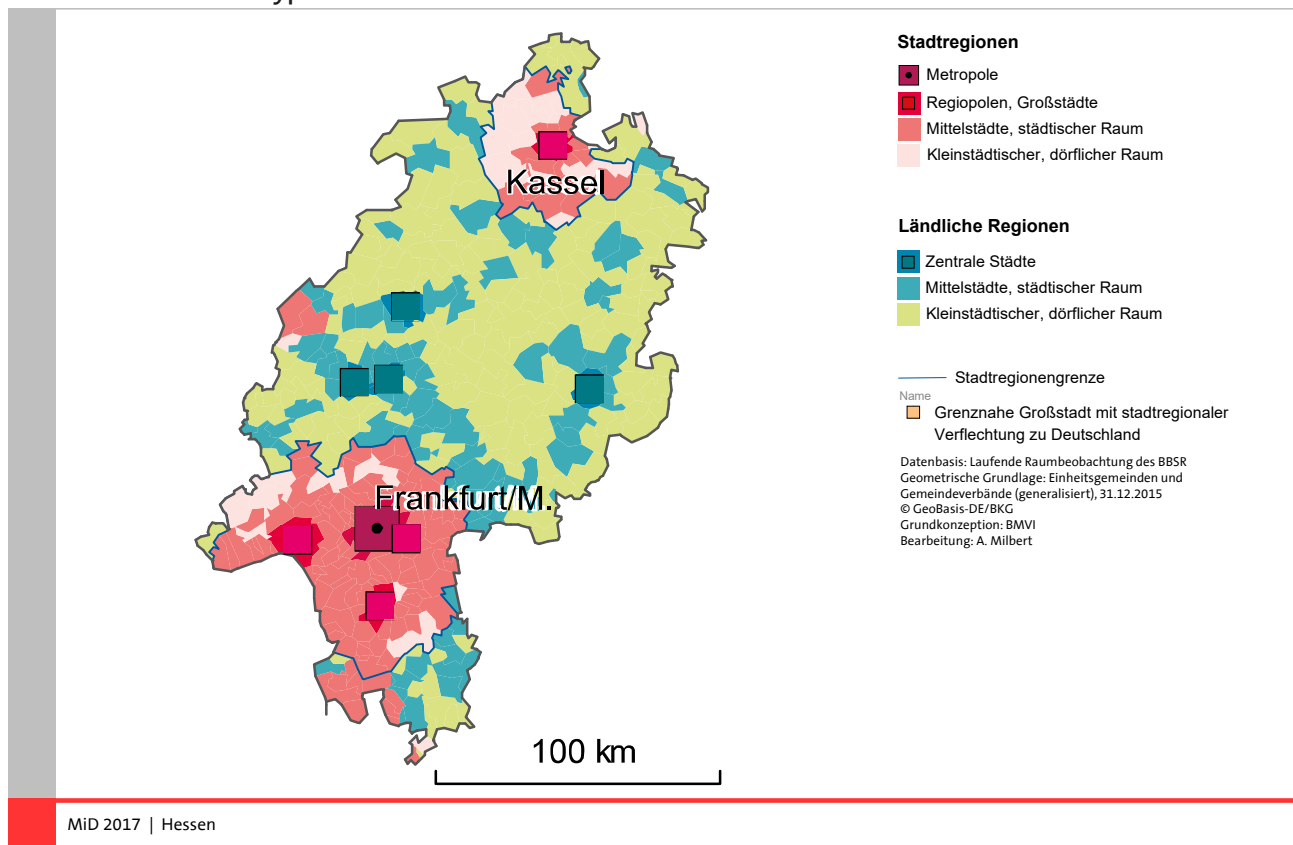 Stadtregionen
Metropole
Regiopolen, Großstädte
Mittelstädte, städtischer Raum
Kleinstädtischer, dörflicher Raum
Kassel
Ländliche Regionen
Zentrale Städte
Mittelstädte, städtischer Raum
Kleinstädtischer, dörflicher Raum
Stadtregionengrenze
Name
Grenznahe Großstadt mit stadtregionaler
Verflechtung zu Deutschland
Datenbasis: Laufende Raumbeobachtung des BBSR
Geometrische Grundlage: Einheitsgemeinden und
Gemeindeverbände (generalisiert), 31.12.2015
© GeoBasis-DE/BKG
Grundkonzeption: BMVI
Bearbeitung: A. Milbert
Frankfurt/M.
100 km
MiD 2017 | Hessen